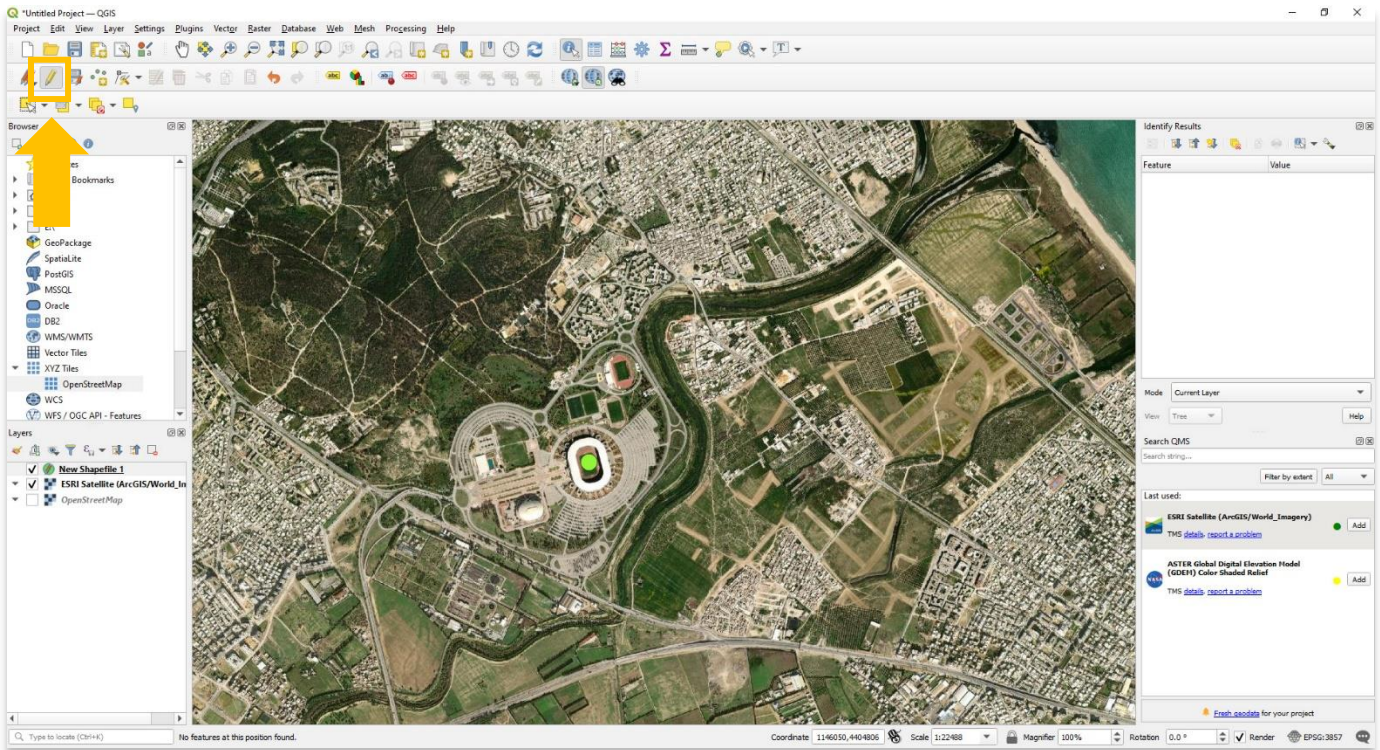 *Untitled Project — QGIS
Project Edit View Layer Settings Plugins Vector Raster Database Web Mesh Processing Help
Browser
Bookmarks
GeoPackage
SpatiaLite
PostGIS
MSSQL
Oracle
DB2
WMS/WMTS
Vector Tiles
XYZ Tiles
OpenStreetMap
WCS
WFS / OGC API - Features
Layers
New Shapefile 1
ESRI Satellite (ArcGIS/World_In
OpenStreetMap
Identify Results
Feature Value
Mode Current Layer
View Tree Help
Search QMS
Search string...
Filter by extent All
Last used:
ESRI Satellite (ArcGIS/World_Imagery)
TMS details, report a problem
Add
ASTER Global Digital Elevation Model
(GDEM) Color Shaded Relief
TMS details, report a problem
Add
Fresh geodata for your project
Type to locate (Ctrl+K) No features at this position found. Coordinate 1146050,4404806 Scale 1:22488 Magnifier 100% Rotation 0.0 ° Render EPSG:3857